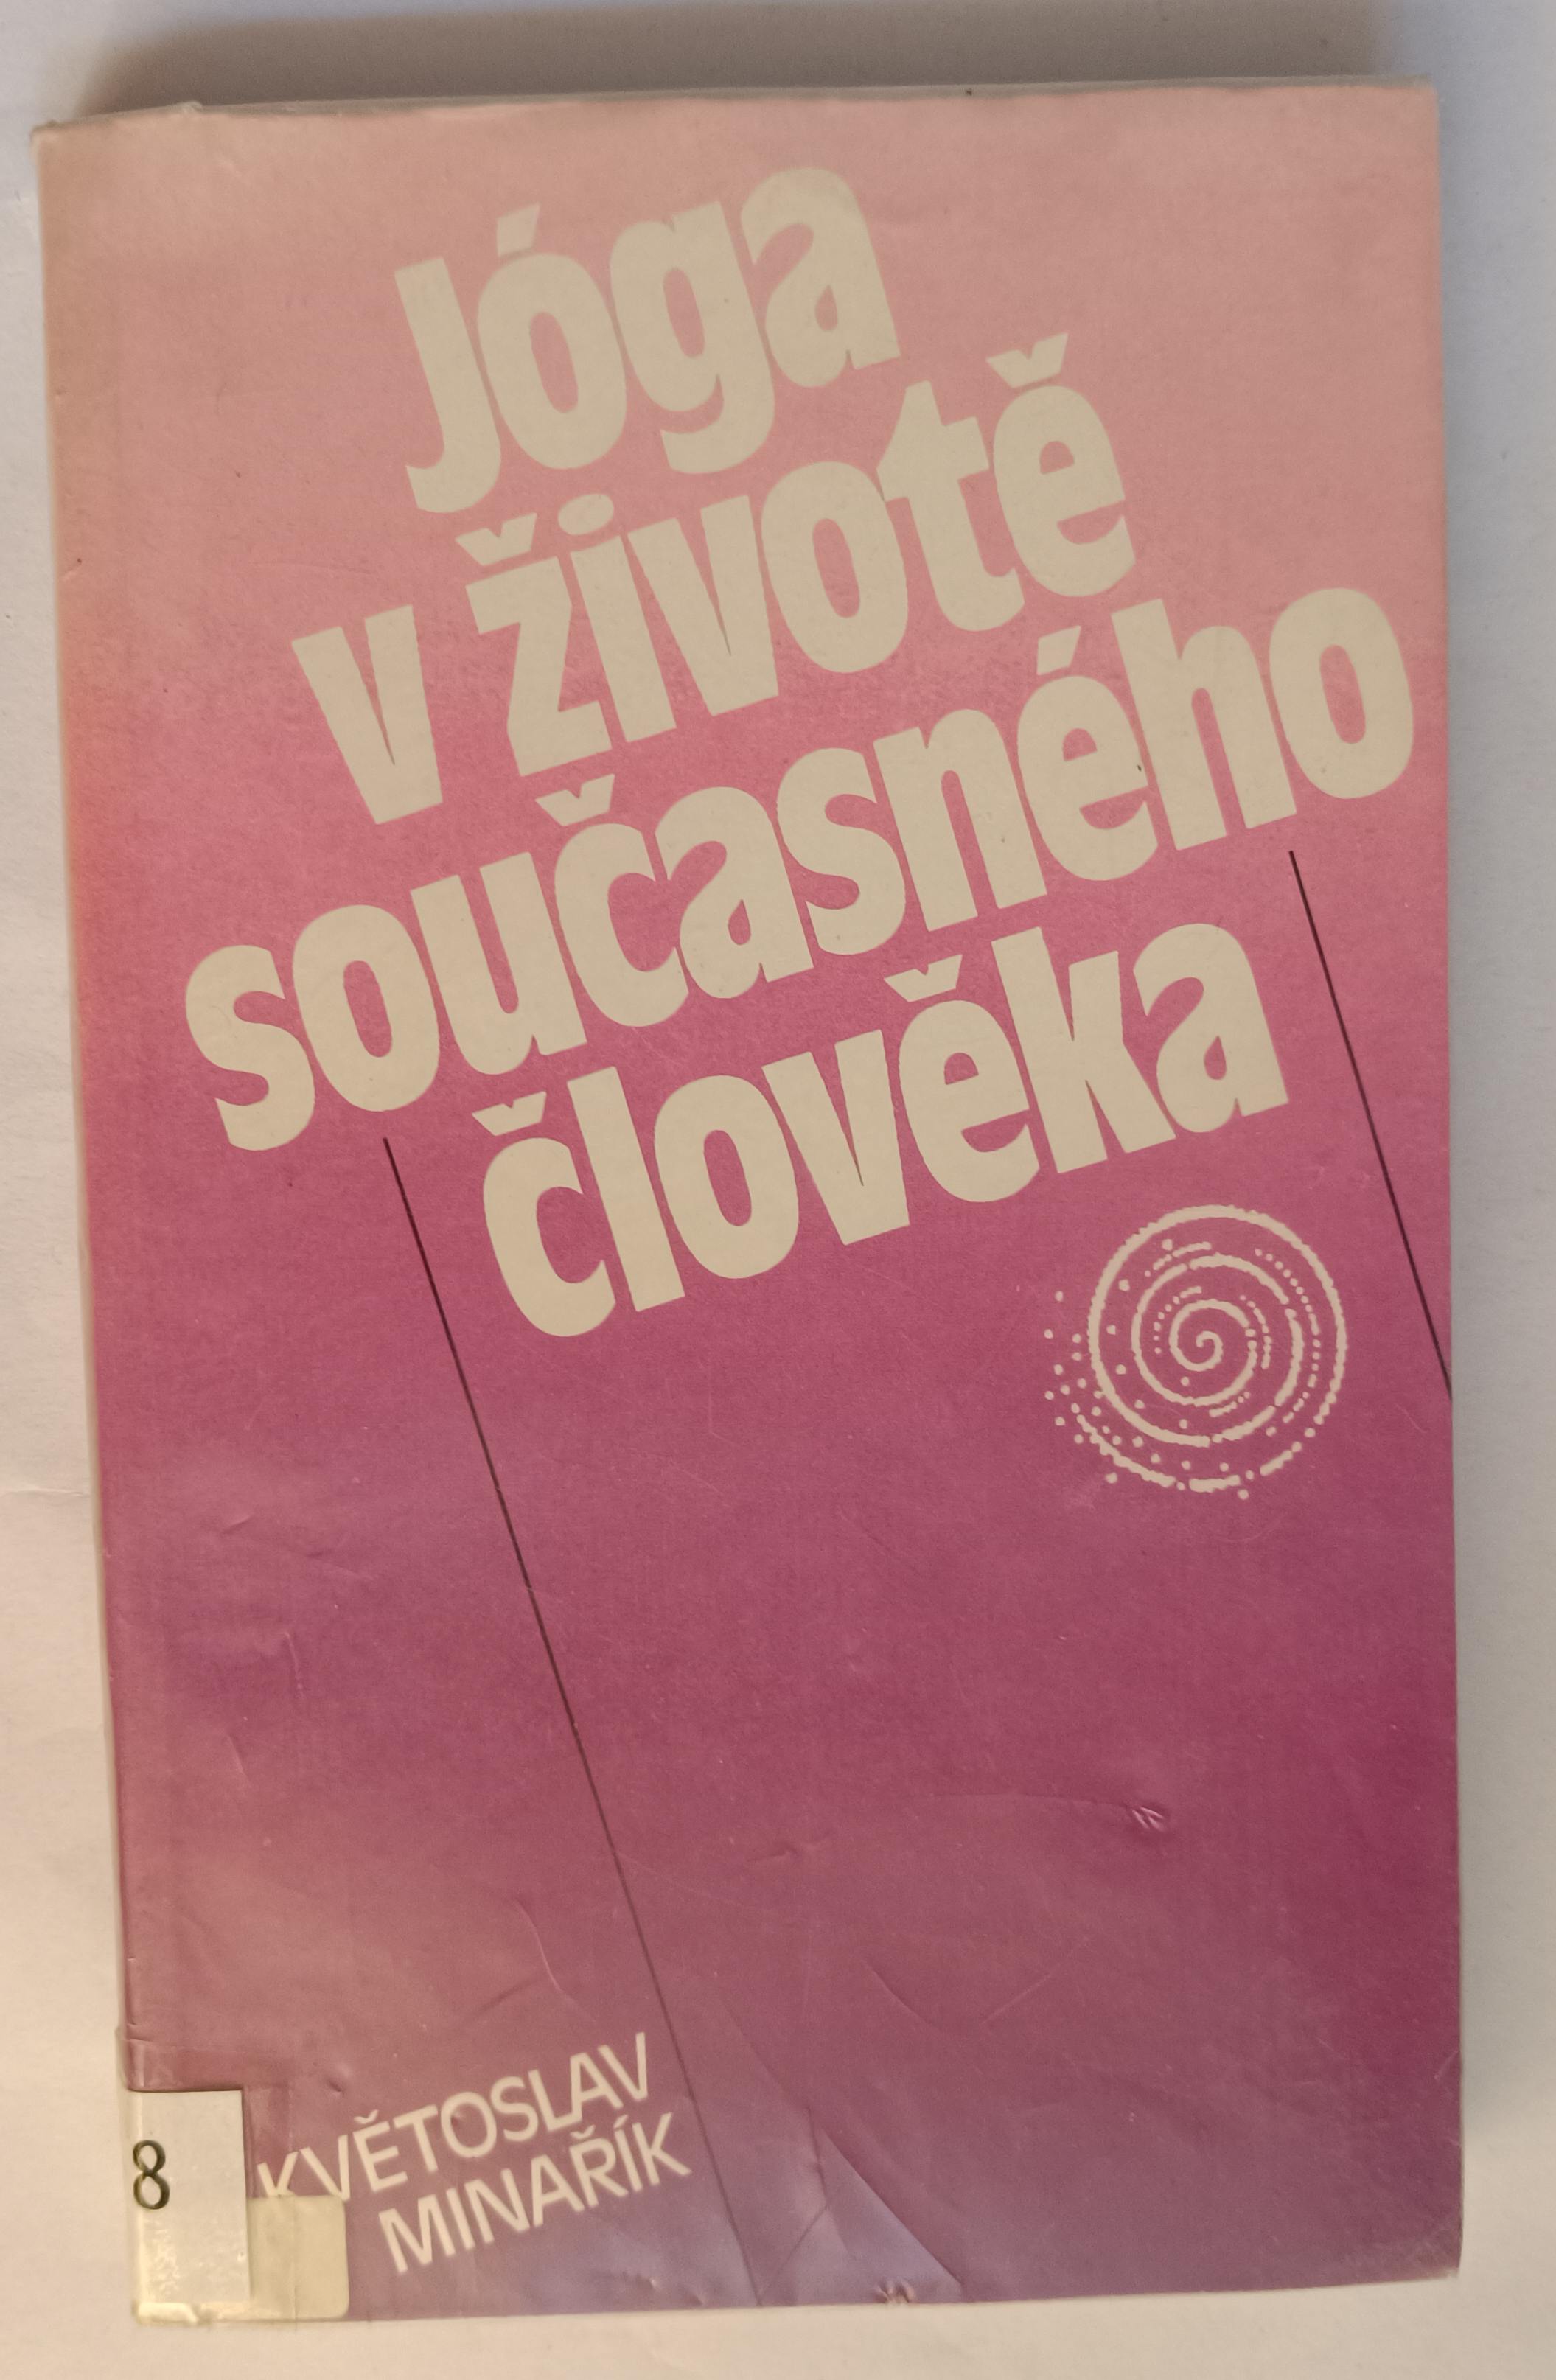 Jóga
v životě
současného
člověka
KVĚTOSLAV
MINAŘÍK
8